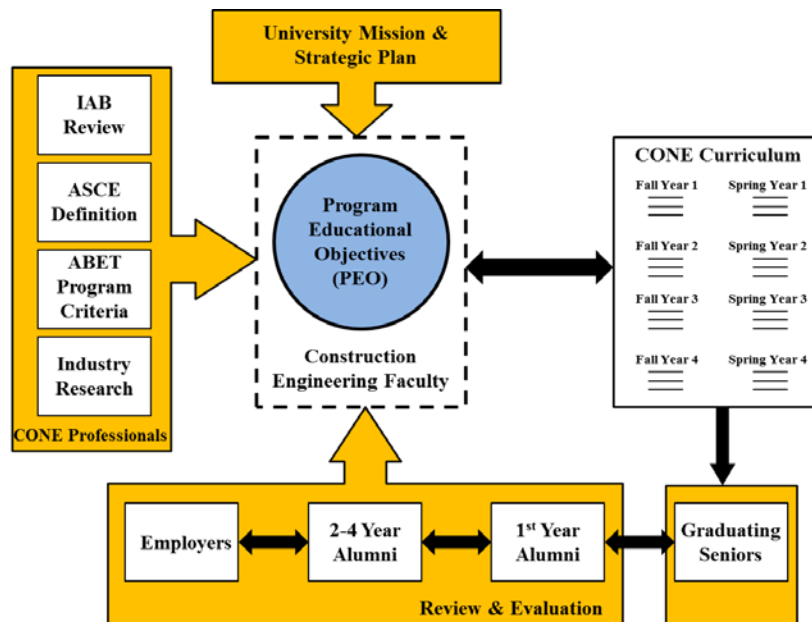 University Mission &
Strategic Plan
IAB
Review
ASCE
Definition
ABET
Program
Criteria
Industry
Research
CONE Professionals
Program
Educational
Objectives
(PEO)
Construction
Engineering Faculty
CONE Curriculum
Fall Year 1 Spring Year 1
Fall Year 2 Spring Year 2
Fall Year 3 Spring Year 3
Fall Year 4 Spring Year 4
Employers
2-4 Year
Alumni
1st Year
Alumni
Graduating
Seniors
Review & Evaluation